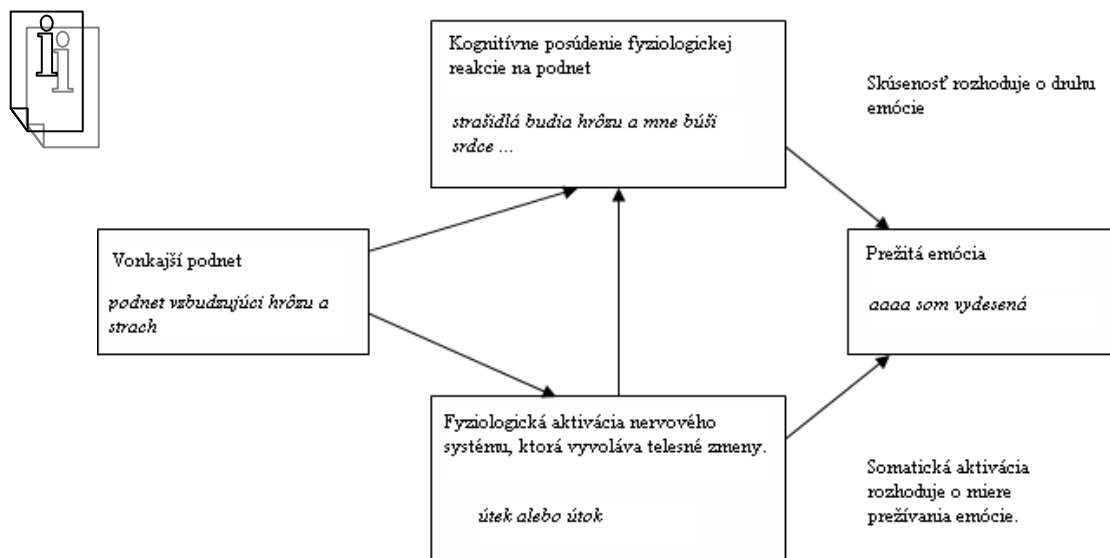 Kognitívne posúdenie fyziologickej
reakcie na podnet
strašidlá budia hrôzu a mne búši
srdce ...
Skúsenosť rozhoduje o druhu
emócie
Vonkajší podnet
podnet vzbudzujúci hrôzu a
strach
Prežitá emócia
aaaa som vydesená
Fyziologická aktivácia nervového
systému, ktorá vyvoláva telesné zmeny.
útek alebo útok
Somatická aktivácia
rozhoduje o miere
prežívania emócie.